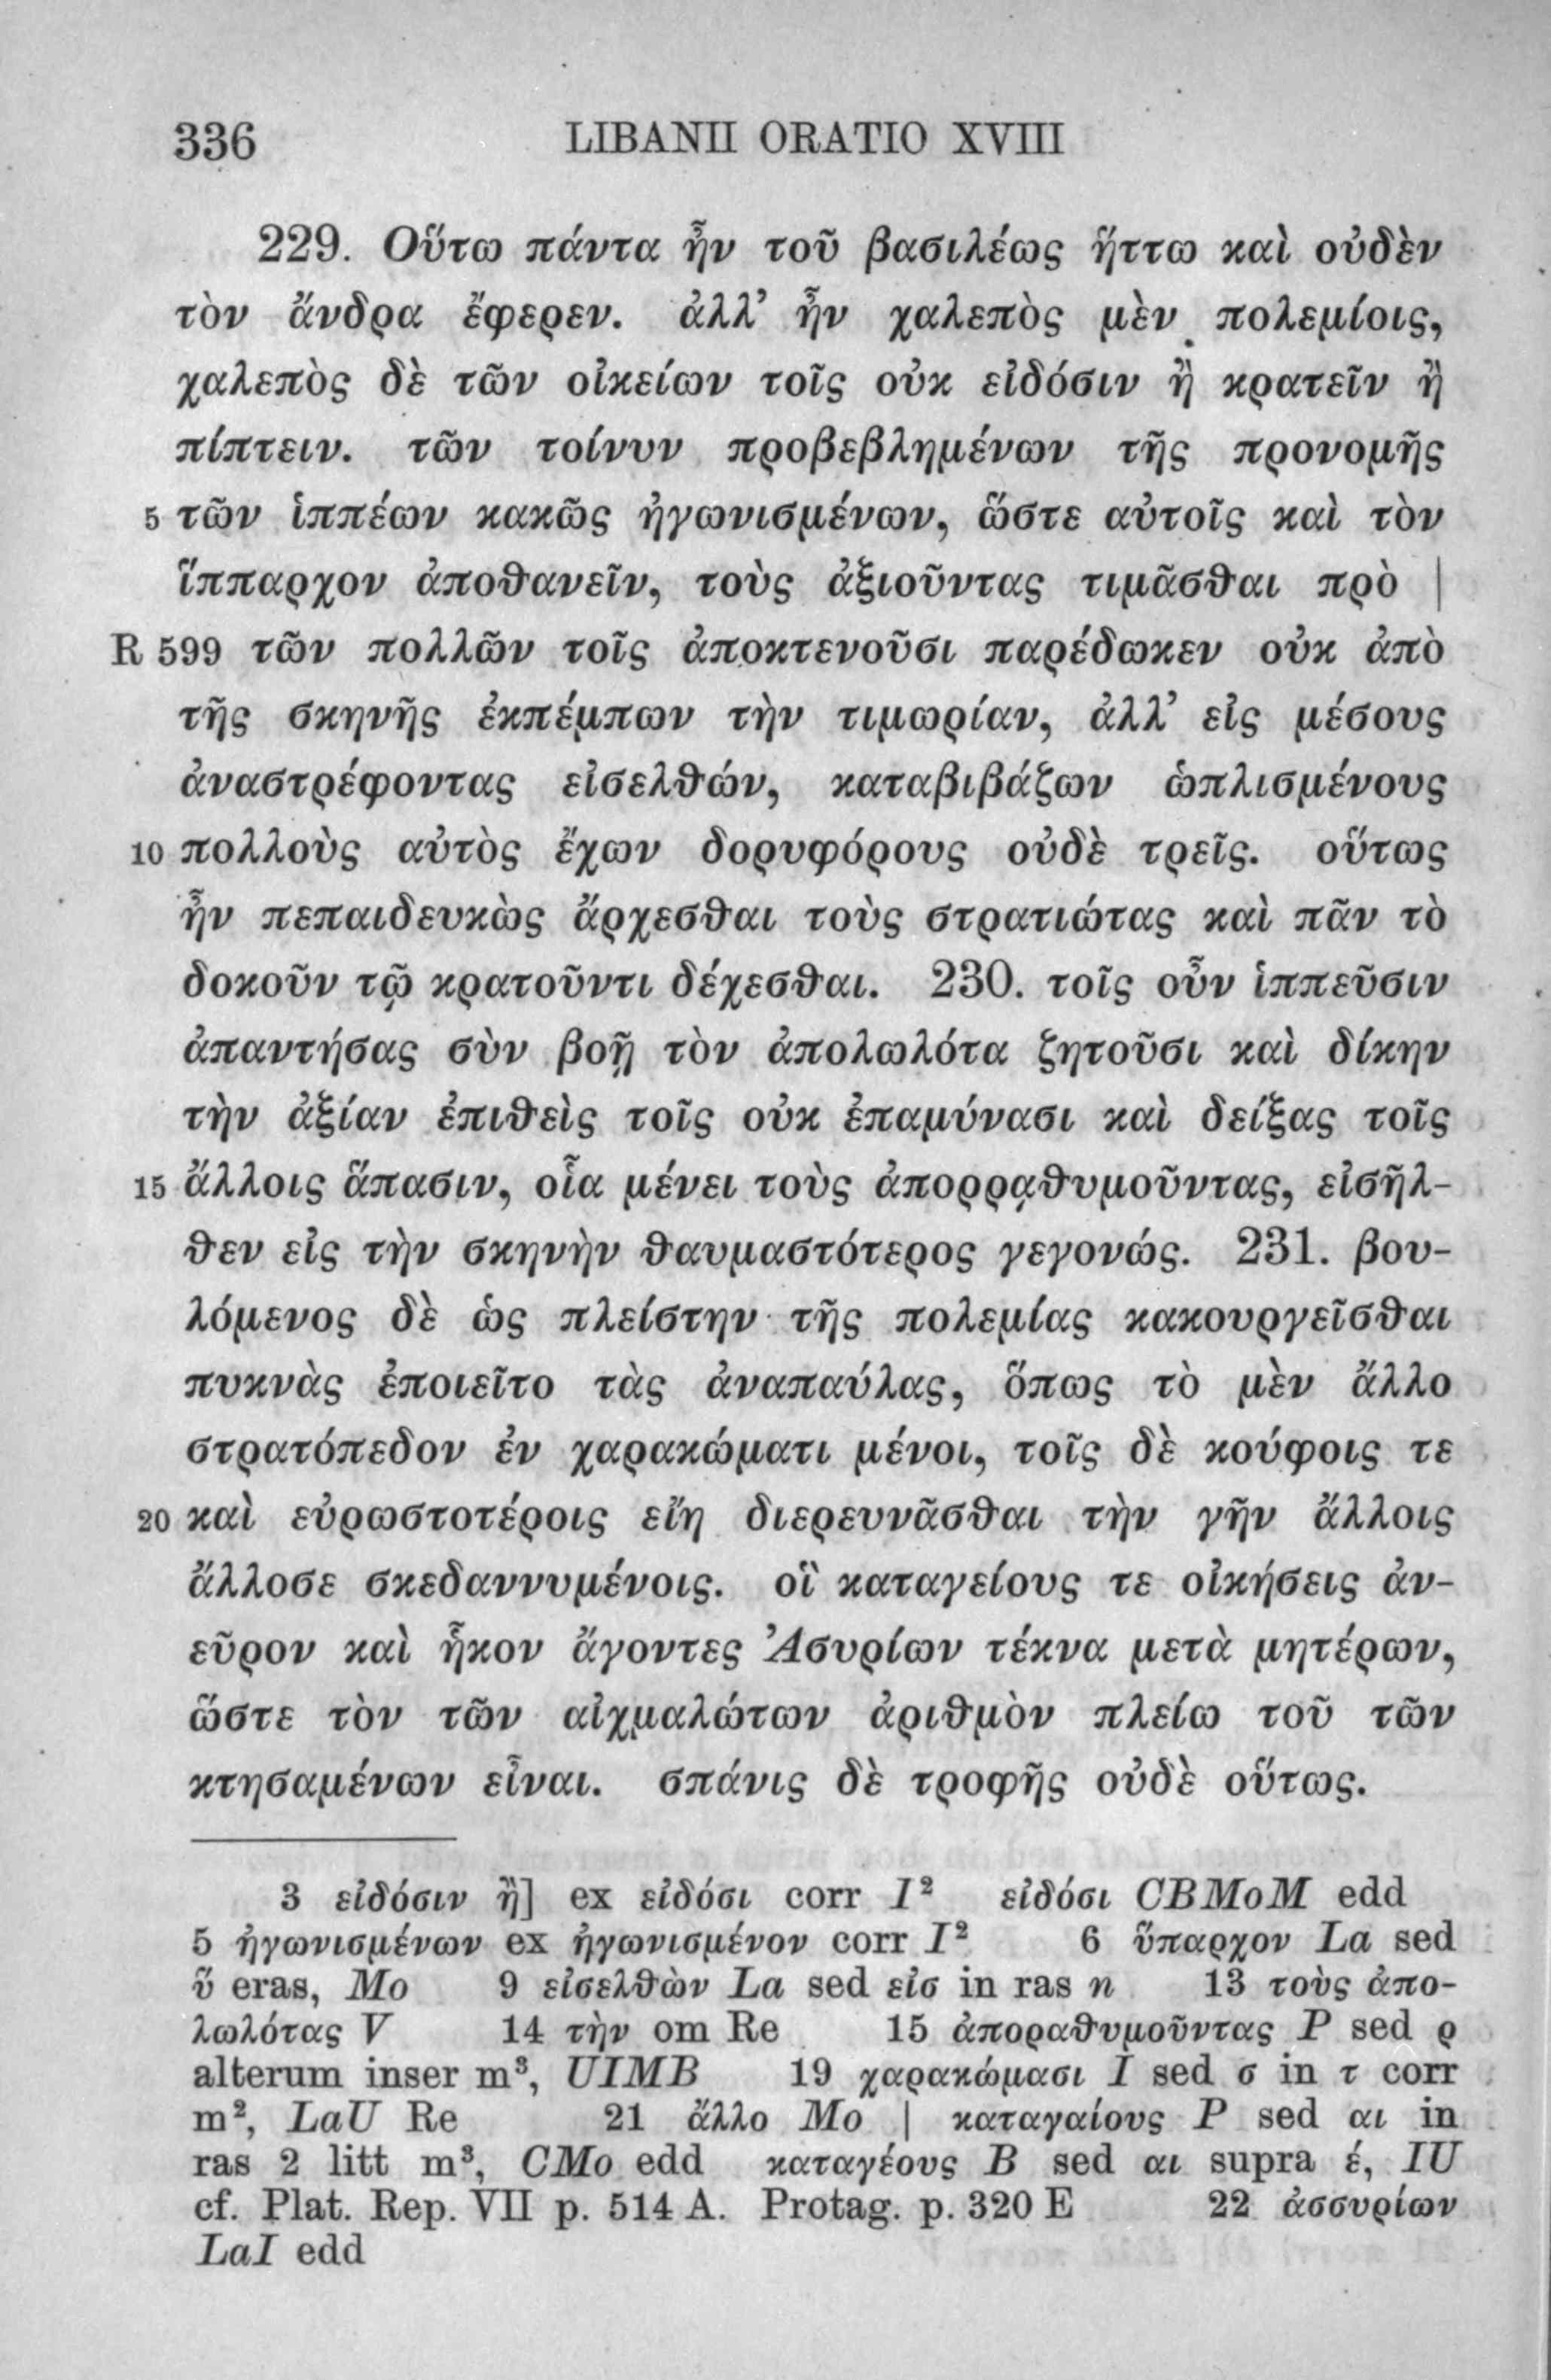 336 LIBANII ORATIO XVIII
229. Οὕτω πάντα ἦν τοῦ βασιλέως ἥττω καὶ οὐδὲν
τὸν ἄνδρα ἔφερεν. ἀλλ’ ἦν χαλεπὸς μὲν πολεμίοις,
χαλεπὸς δὲ τῶν οἰκείων τοῖς οὐκ εἰδόσιν ἢ κρατεῖν ἢ
πίπτειν. τῶν τοίνυν προβεβλημένων τῆς προνομῆς
5 τῶν ἱππέων κακῶς ἠγωνισμένων, ὥστε αὐτοῖς καὶ τὸν
ἵππαρχον ἀποθανεῖν, τοὺς ἀξιοῦντας τιμᾶσθαι πρὸ |
R 599 τῶν πολλῶν τοῖς ἀποκτενοῦσι παρέδωκεν οὐκ ἀπὸ
τῆς σκηνῆς ἐκπέμπων τὴν τιμωρίαν, ἀλλ’ εἰς μέσους
ἀναστρέφοντας εἰσελθών, καταβιβάζων ὡπλισμένους
10 πολλοὺς αὐτὸς ἔχων δορυφόρους οὐδὲ τρεῖς. οὕτως
ἦν πεπαιδευκὼς ἄρχεσθαι τοὺς στρατιώτας καὶ πᾶν τὸ
δοκοῦν τῷ κρατοῦντι δέχεσθαι. 230. τοῖς οὖν ἱππεῦσιν
ἀπαντήσας σὺν βοῇ τὸν ἀπολωλότα ζητοῦσι καὶ δίκην
τὴν ἀξίαν ἐπιθεὶς τοῖς οὐκ ἐπαμύνασι καὶ δείξας τοῖς
15 ἄλλοις ἅπασιν, οἷα μένει τοὺς ἀπορρᾳθυμοῦντας, εἰσῆλ-
θεν εἰς τὴν σκηνὴν θαυμαστότερος γεγονώς. 231. βου-
λόμενος δὲ ὡς πλείστην τῆς πολεμίας κακουργεῖσθαι
πυκνὰς ἐποιεῖτο τὰς ἀναπαύλας, ὅπως τὸ μὲν ἄλλο
στρατόπεδον ἐν χαρακώματι μένοι, τοῖς δὲ κούφοις τε
20 καὶ εὐρωστοτέροις εἴη διερευνᾶσθαι τὴν γῆν ἄλλοις
ἄλλοσε σκεδαννυμένοις. οἳ καταγείους τε οἰκήσεις ἀν-
εῦρον καὶ ἧκον ἄγοντες Ἀσυρίων τέκνα μετὰ μητέρων,
ὥστε τὸν τῶν αἰχμαλώτων ἀριθμὸν πλείω τοῦ τῶν
κτησαμένων εἶναι. σπάνις δὲ τροφῆς οὐδὲ οὕτως.
3 εἰδόσιν ἢ] ex εἰδόσι corr I² εἰδόσι CBMoM edd
5 ἠγωνισμένων ex ἠγωνισμένον corr I² 6 ὕπαρχον La sed
ὕ eras, Mo 9 εἰσελθὼν La sed εἰσ in ras n 13 τοὺς ἀπο-
λωλότας V 14 τὴν om Re 15 ἀποραθυμοῦντας P sed ρ
alterum inser m³, UIMB 19 χαρακώμασι I sed σ in τ corr
m², LaU Re 21 ἄλλο Mo | καταγαίους P sed αι in
ras 2 litt m³, CMo edd καταγέους B sed αι supra έ, IU
cf. Plat. Rep. VII p. 514 A. Protag. p. 320 E 22 ἀσσυρίων
LaI edd